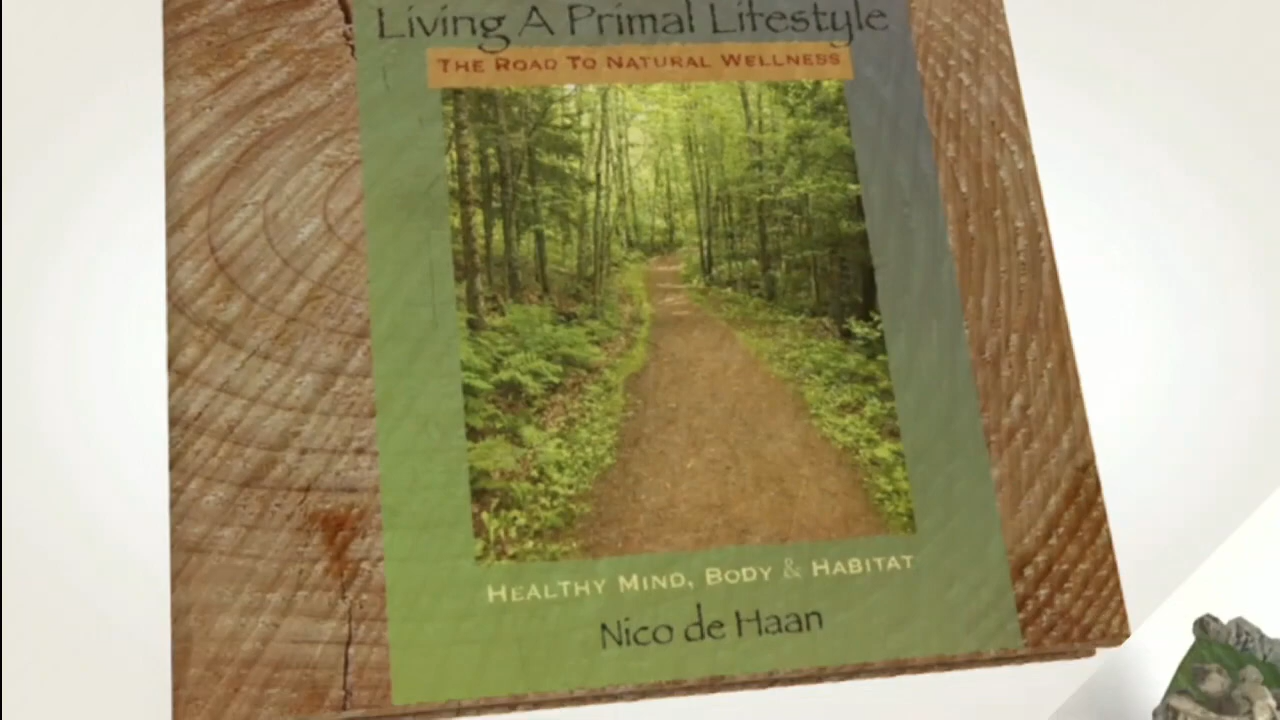 Living A Primal Lifestyle
THE ROAD TO NATURAL WELLNESS
HEALTHY MIND, BODY & HABITAT
Nico de Haan